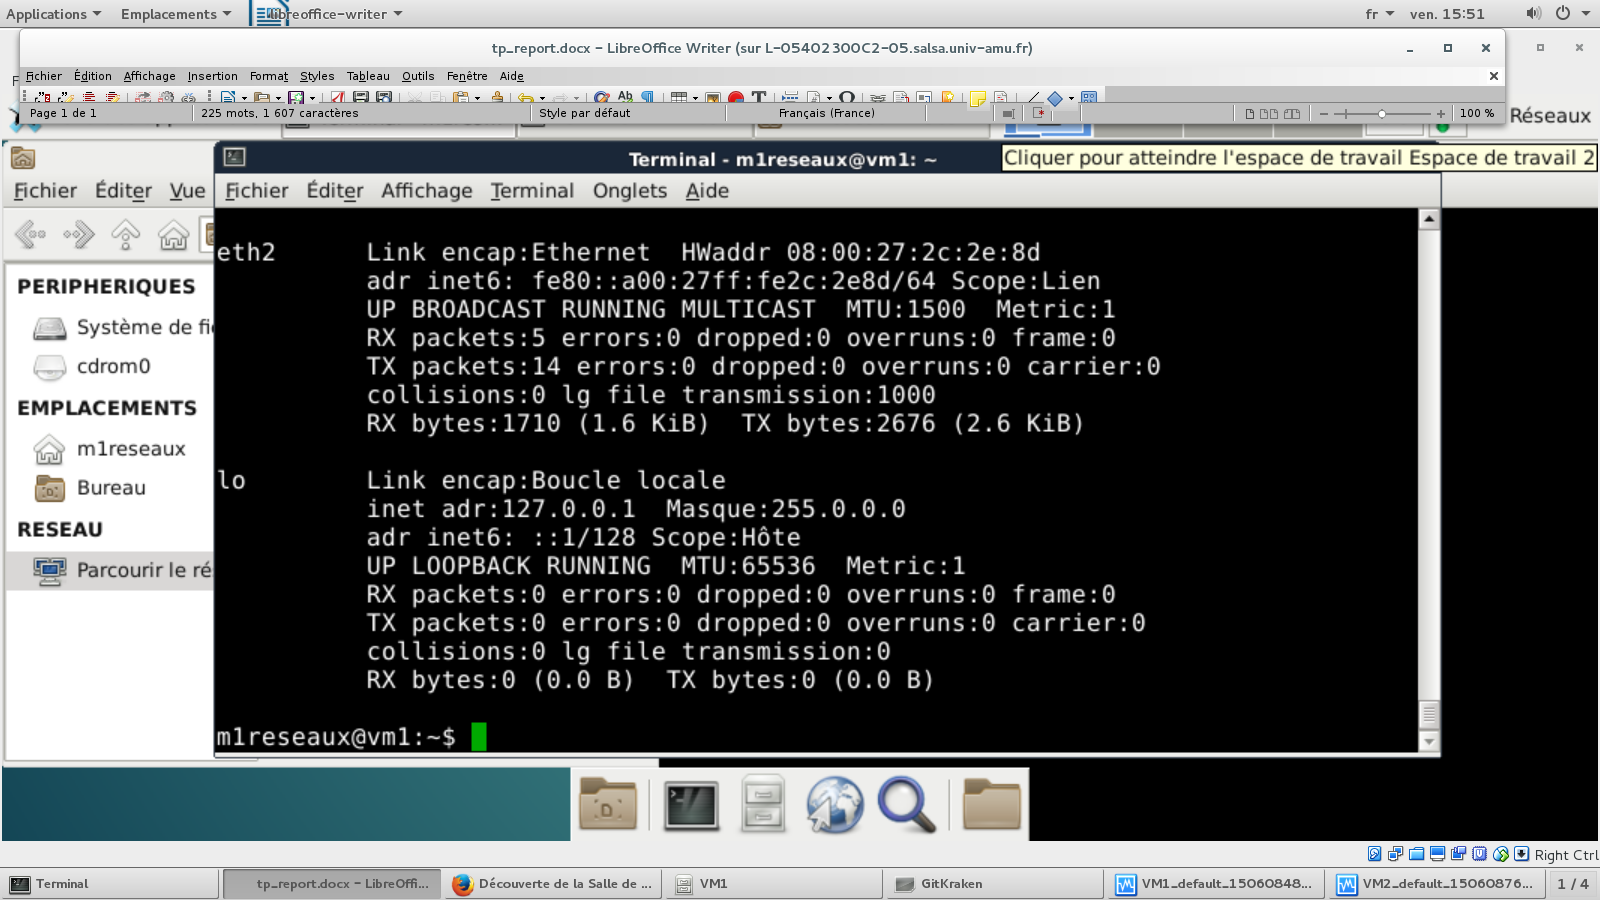 Applications Emplacements libreoffice-writer fr ven. 15:51
tp_report.docx - LibreOffice Writer (sur L-05402300C2-05.salsa.univ-amu.fr)
Fichier Édition Affichage Insertion Format Styles Tableau Outils Fenêtre Aide
Page 1 de 1 225 mots, 1 607 caractères Style par défaut Français (France) 100 %
Réseaux
Terminal - m1reseaux@vm1: ~
Cliquer pour atteindre l'espace de travail Espace de travail 2
Fichier Éditer Vue
Fichier Éditer Affichage Terminal Onglets Aide
PERIPHERIQUES
Système de fi
cdrom0
EMPLACEMENTS
m1reseaux
Bureau
RESEAU
Parcourir le ré
eth2 Link encap:Ethernet HWaddr 08:00:27:2c:2e:8d
adr inet6: fe80::a00:27ff:fe2c:2e8d/64 Scope:Lien
UP BROADCAST RUNNING MULTICAST MTU:1500 Metric:1
RX packets:5 errors:0 dropped:0 overruns:0 frame:0
TX packets:14 errors:0 dropped:0 overruns:0 carrier:0
collisions:0 lg file transmission:1000
RX bytes:1710 (1.6 KiB) TX bytes:2676 (2.6 KiB)
lo Link encap:Boucle locale
inet adr:127.0.0.1 Masque:255.0.0.0
adr inet6: ::1/128 Scope:Hôte
UP LOOPBACK RUNNING MTU:65536 Metric:1
RX packets:0 errors:0 dropped:0 overruns:0 frame:0
TX packets:0 errors:0 dropped:0 overruns:0 carrier:0
collisions:0 lg file transmission:0
RX bytes:0 (0.0 B) TX bytes:0 (0.0 B)
m1reseaux@vm1:~$
Right Ctrl
Terminal tp_report.docx - LibreOffi... Découverte de la Salle de ... VM1 GitKraken VM1_default_15060848... VM2_default_15060876... 1 / 4